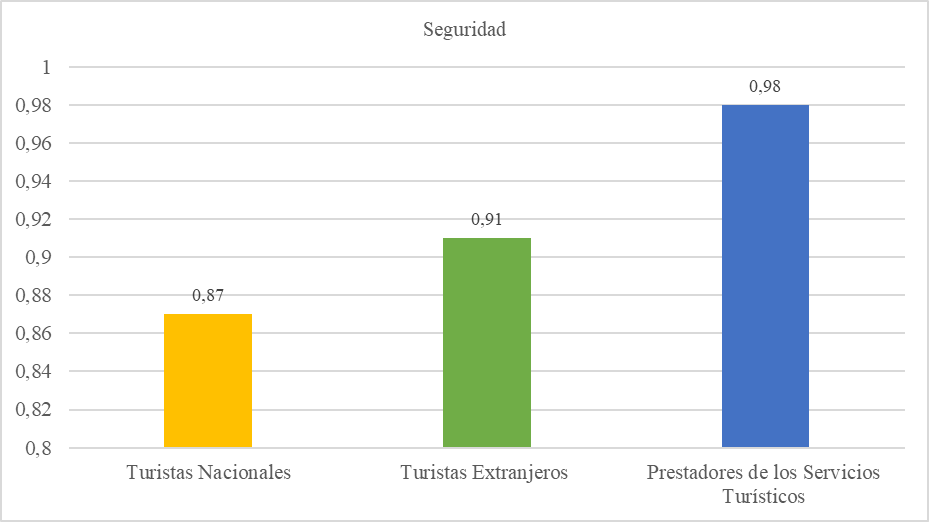 Seguridad
1
0,98
0,96
0,94
0,92
0,9
0,88
0,86
0,84
0,82
0,8
0,87
0,91
0,98
Turistas Nacionales
Turistas Extranjeros
Prestadores de los Servicios
Turísticos